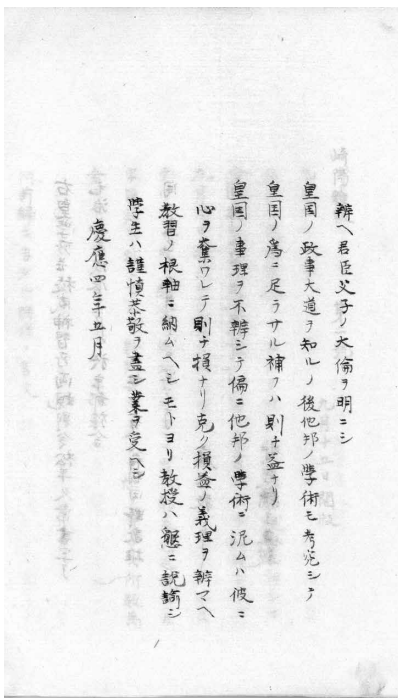 辨ヘ君臣父子ノ大倫ヲ明ニシ
皇国ノ政事大道ヲ知ルノ後他邦ノ學術モ考究シテ
皇国ノ爲ニ足ラサル補フハ則チ益ナリ
皇国ノ事理ヲ不辨シテ偏ニ他邦ノ學術ニ泥ムハ彼ニ
心ヲ奪ワレテ則チ損ナリ克ク損益ノ義理ヲ辨マヘ
教習ノ根軸ニ納ムヘシモトヨリ教授ハ懇ニ説諭シ
學生ハ謹慎恭敬ヲ盡シ業ヲ受ヘシ
慶應四年五月